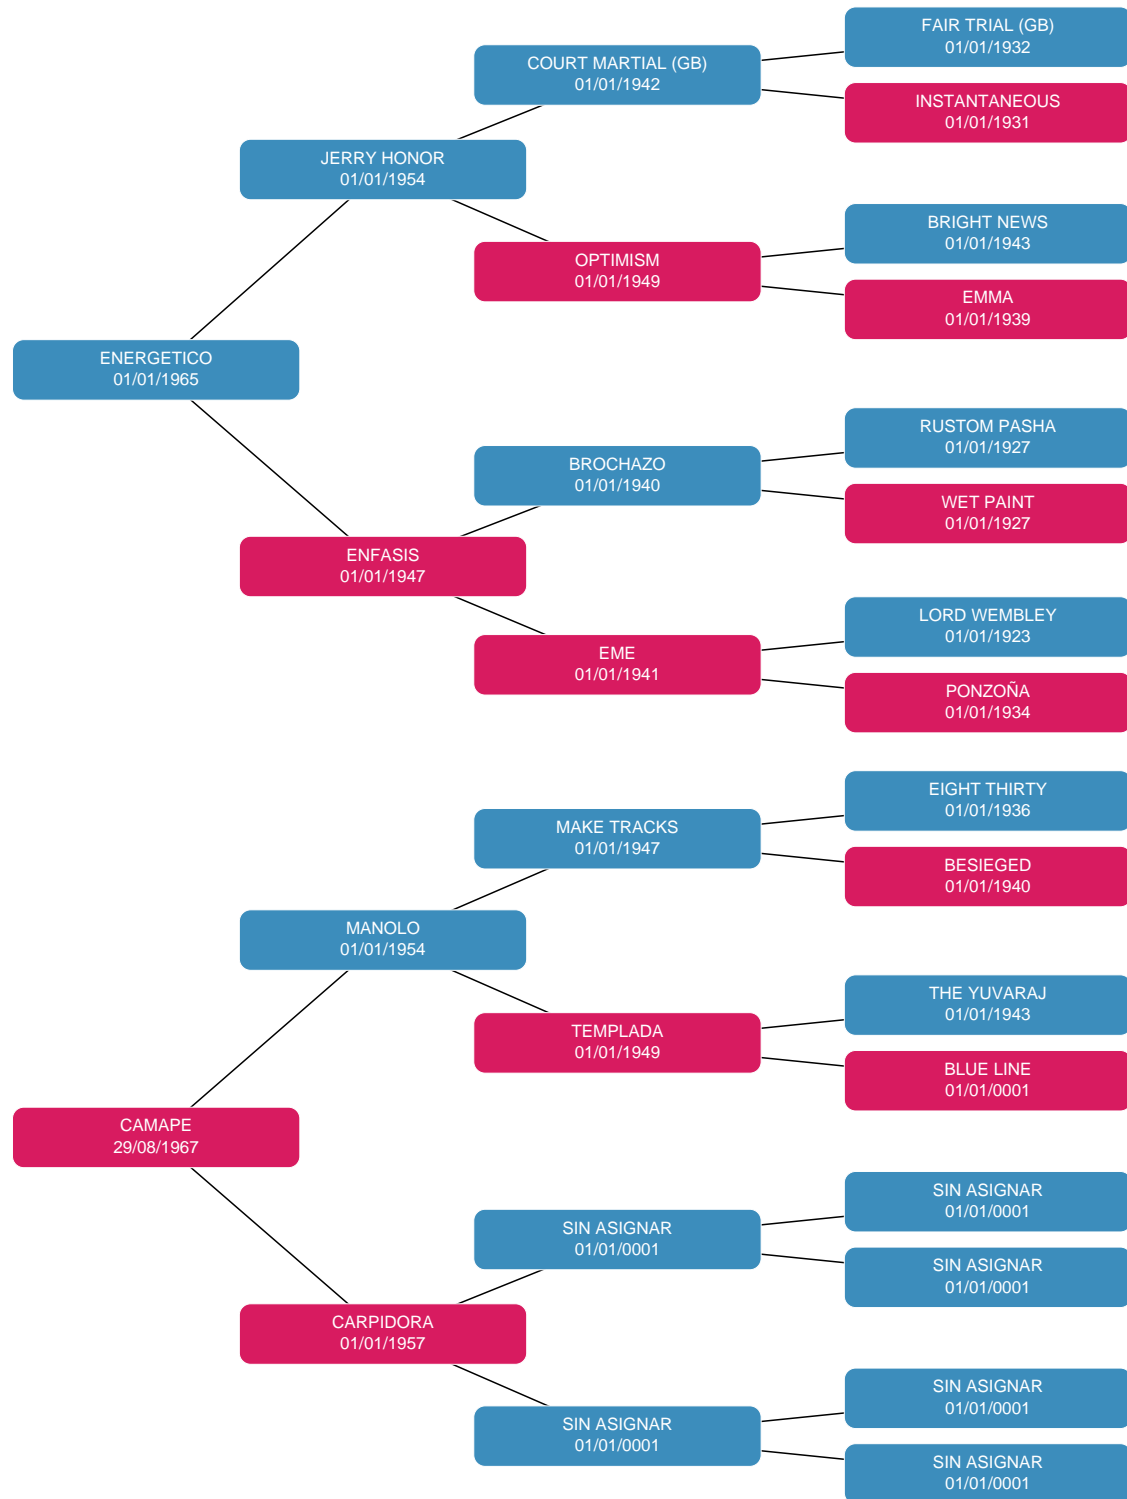 FAIR TRIAL (GB)
01/01/1932
COURT MARTIAL (GB)
01/01/1942
INSTANTANEOUS
01/01/1931
JERRY HONOR
01/01/1954
BRIGHT NEWS
01/01/1943
OPTIMISM
01/01/1949
EMMA
01/01/1939
ENERGETICO
01/01/1965
RUSTOM PASHA
01/01/1927
BROCHAZO
01/01/1940
WET PAINT
01/01/1927
ENFASIS
01/01/1947
LORD WEMBLEY
01/01/1923
EME
01/01/1941
PONZOÑA
01/01/1934
EIGHT THIRTY
01/01/1936
MAKE TRACKS
01/01/1947
BESIEGED
01/01/1940
MANOLO
01/01/1954
THE YUVARAJ
01/01/1943
TEMPLADA
01/01/1949
BLUE LINE
01/01/0001
CAMAPE
29/08/1967
SIN ASIGNAR
01/01/0001
SIN ASIGNAR
01/01/0001
SIN ASIGNAR
01/01/0001
CARPIDORA
01/01/1957
SIN ASIGNAR
01/01/0001
SIN ASIGNAR
01/01/0001
SIN ASIGNAR
01/01/0001